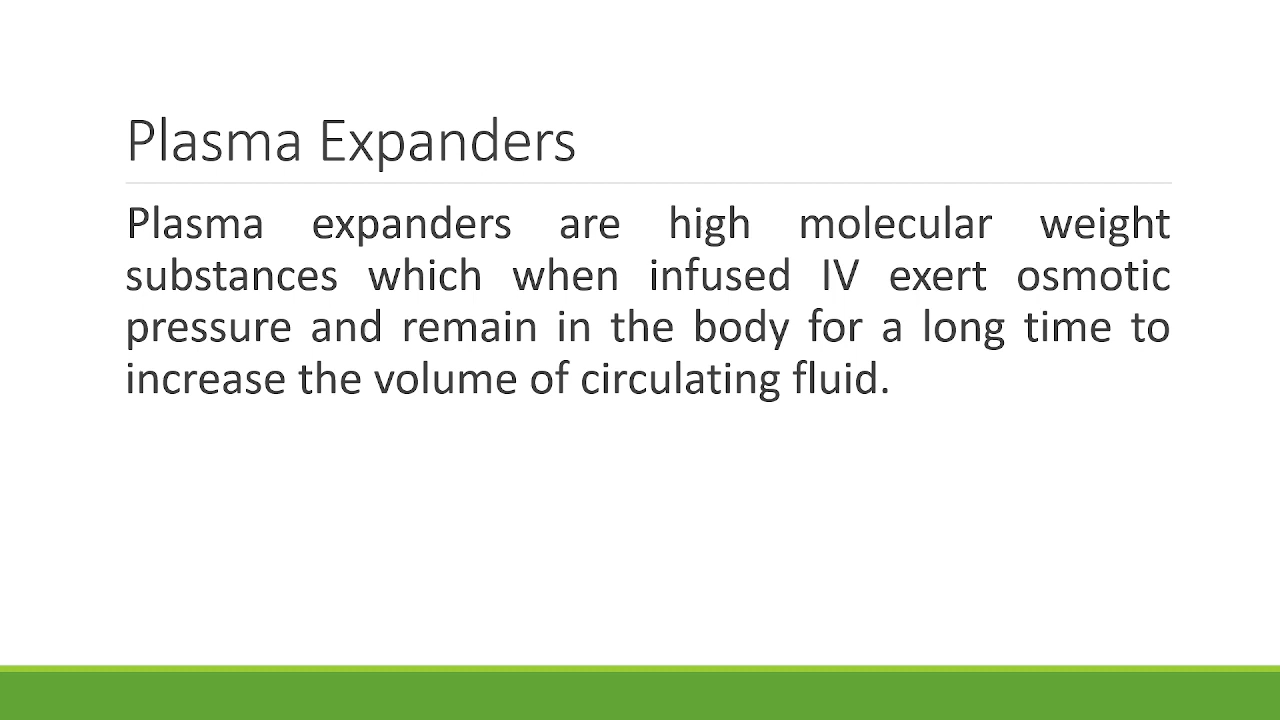 Plasma Expanders
Plasma expanders are high molecular weight
substances which when infused IV exert osmotic
pressure and remain in the body for a long time to
increase the volume of circulating fluid.